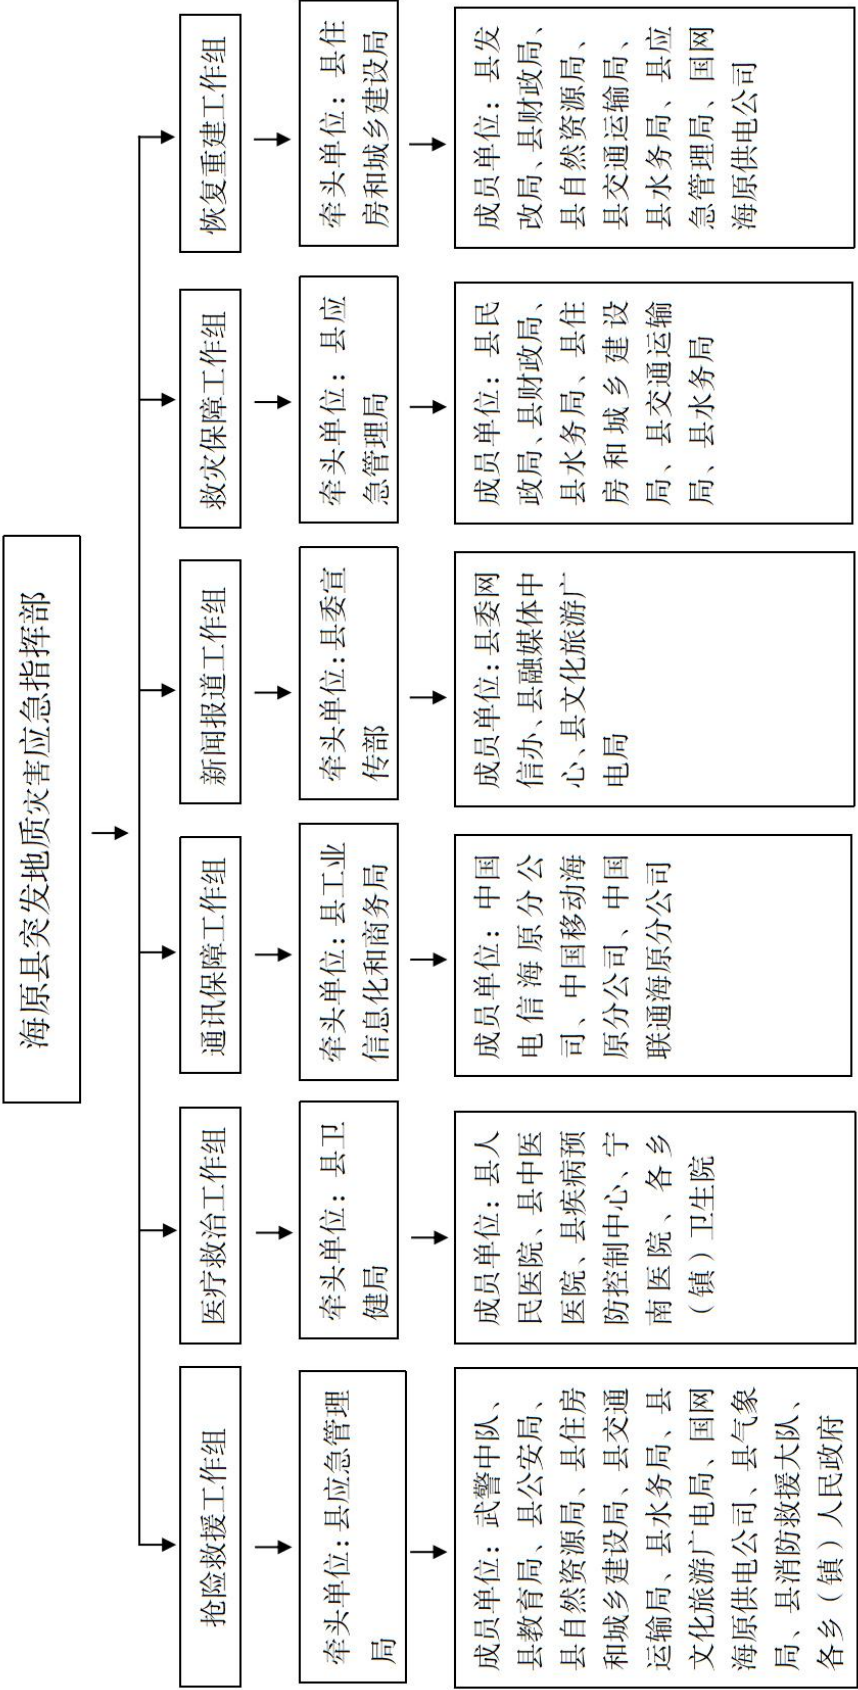 海原县突发地质灾害应急指挥部
抢险救援工作组
牵头单位：县应急管理
局
成员单位：武警中队、
县教育局、县公安局、
县自然资源局、县住房
和城乡建设局、县交通
运输局、县水务局、县
文化旅游广电局、国网
海原供电公司、县气象
局、县消防救援大队、
各乡（镇）人民政府
医疗救治工作组
牵头单位：县卫
健局
成员单位：县人
民医院、县中医
医院、县疾病预
防控制中心、宁
南医院、各乡
（镇）卫生院
通讯保障工作组
牵头单位：县工业
信息化和商务局
成员单位：中国
电信海原分公
司、中国移动海
原分公司、中国
联通海原分公司
新闻报道工作组
牵头单位：县委宣
传部
成员单位：县委网
信办、县融媒体中
心、县文化旅游广
电局
救灾保障工作组
牵头单位：县应
急管理局
成员单位：县民
政局、县财政局、
县水务局、县住
房和城乡建设
局、县交通运输
局、县水务局
恢复重建工作组
牵头单位：县住
房和城乡建设局
成员单位：县发
改局、县财政局、
县自然资源局、
县交通运输局、
县水务局、县应
急管理局、国网
海原供电公司